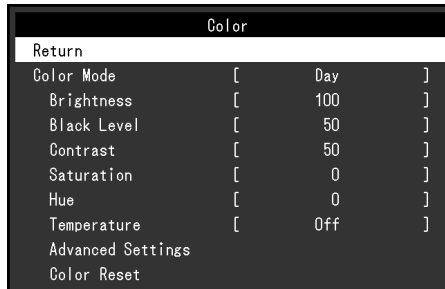 Color
Return
Color Mode [ Day ]
Brightness [ 100 ]
Black Level [ 50 ]
Contrast [ 50 ]
Saturation [ 0 ]
Hue [ 0 ]
Temperature [ Off ]
Advanced Settings
Color Reset